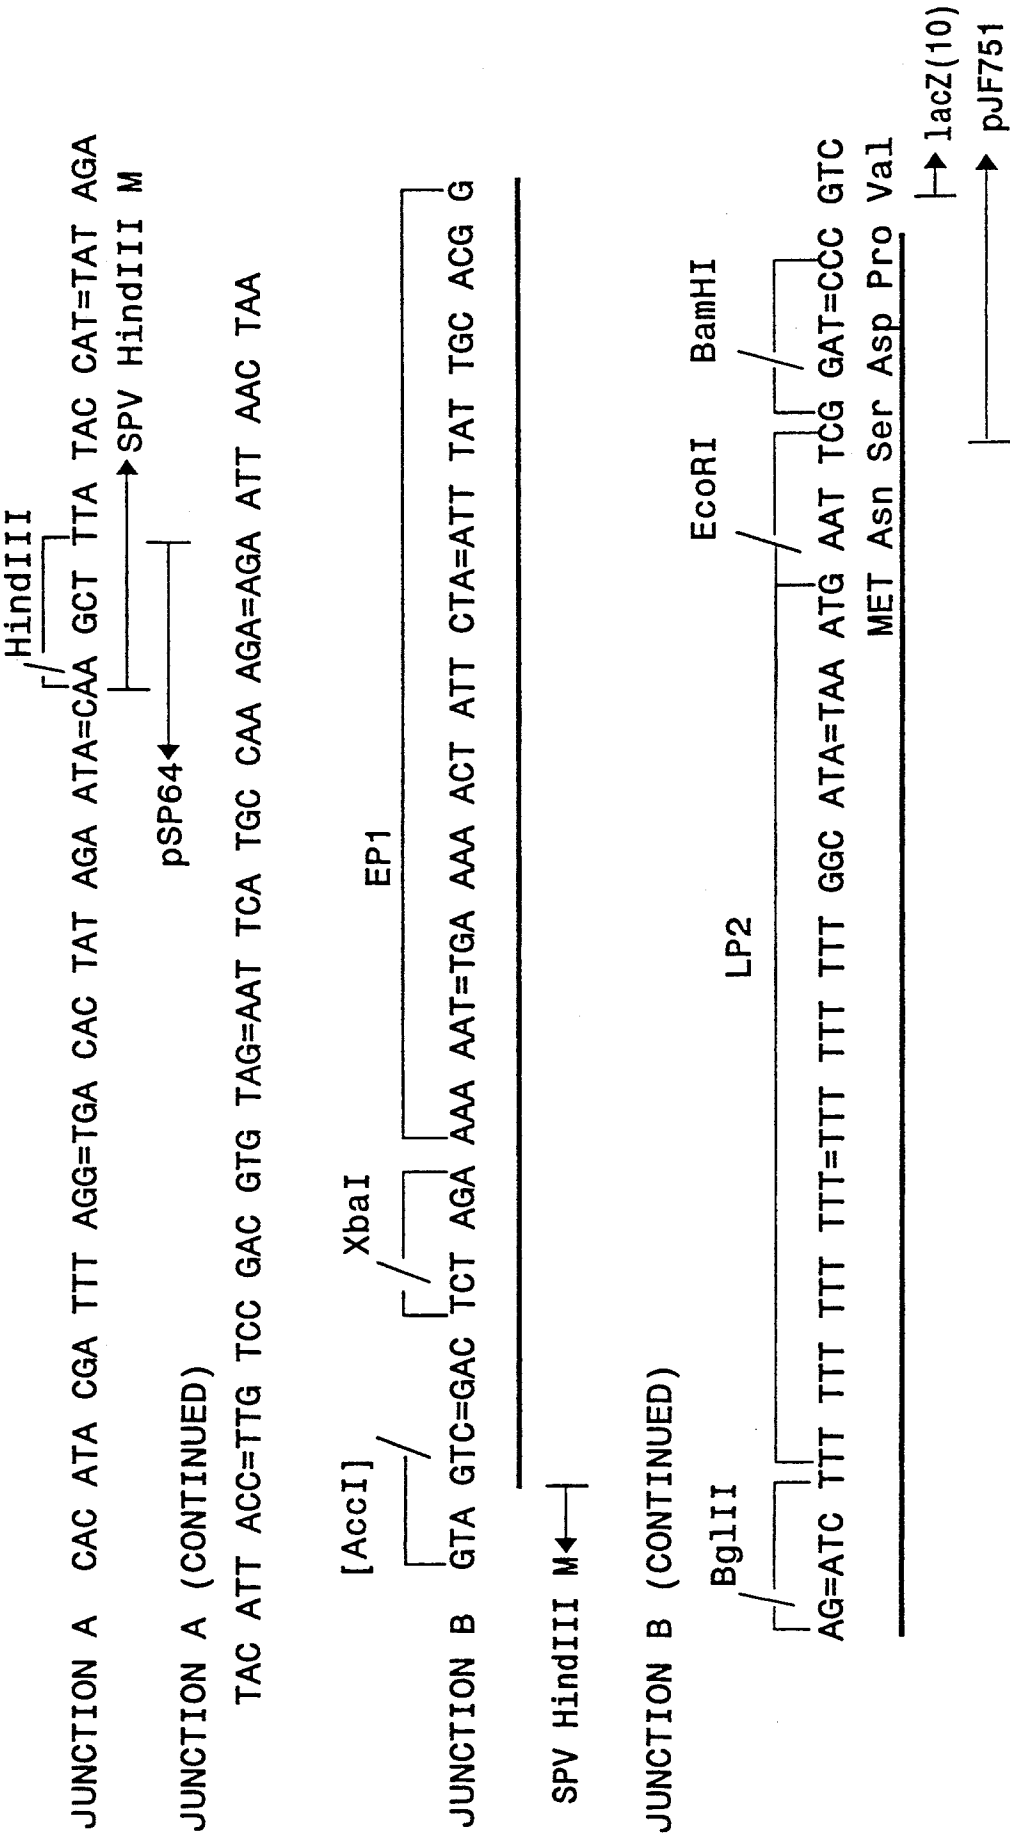 HindIII
JUNCTION A CAC ATA CGA TTT AGG=TGA CAC TAT AGA ATA=CAA GCT TTA TAC CAT=TAT AGA
SPV HindIII M
pSP64
JUNCTION A (CONTINUED)
TAC ATT ACC=TTG TCC GAC GTG TAG=AAT TCA TGC CAA AGA=AGA ATT AAC TAA
[AccI] XbaI EP1
JUNCTION B GTA GTC=GAC TCT AGA AAA AAT=TGA AAA ACT ATT CTA=ATT TAT TGC ACG G
SPV HindIII M
JUNCTION B (CONTINUED)
BglII LP2 EcoRI BamHI
AG=ATC TTT TTT TTT TTT TTT=TTT TTT TTT GGC ATA=TAA ATG AAT TCG GAT=CCC GTC
MET Asn Ser Asp Pro Val
lacZ(10)
pJF751